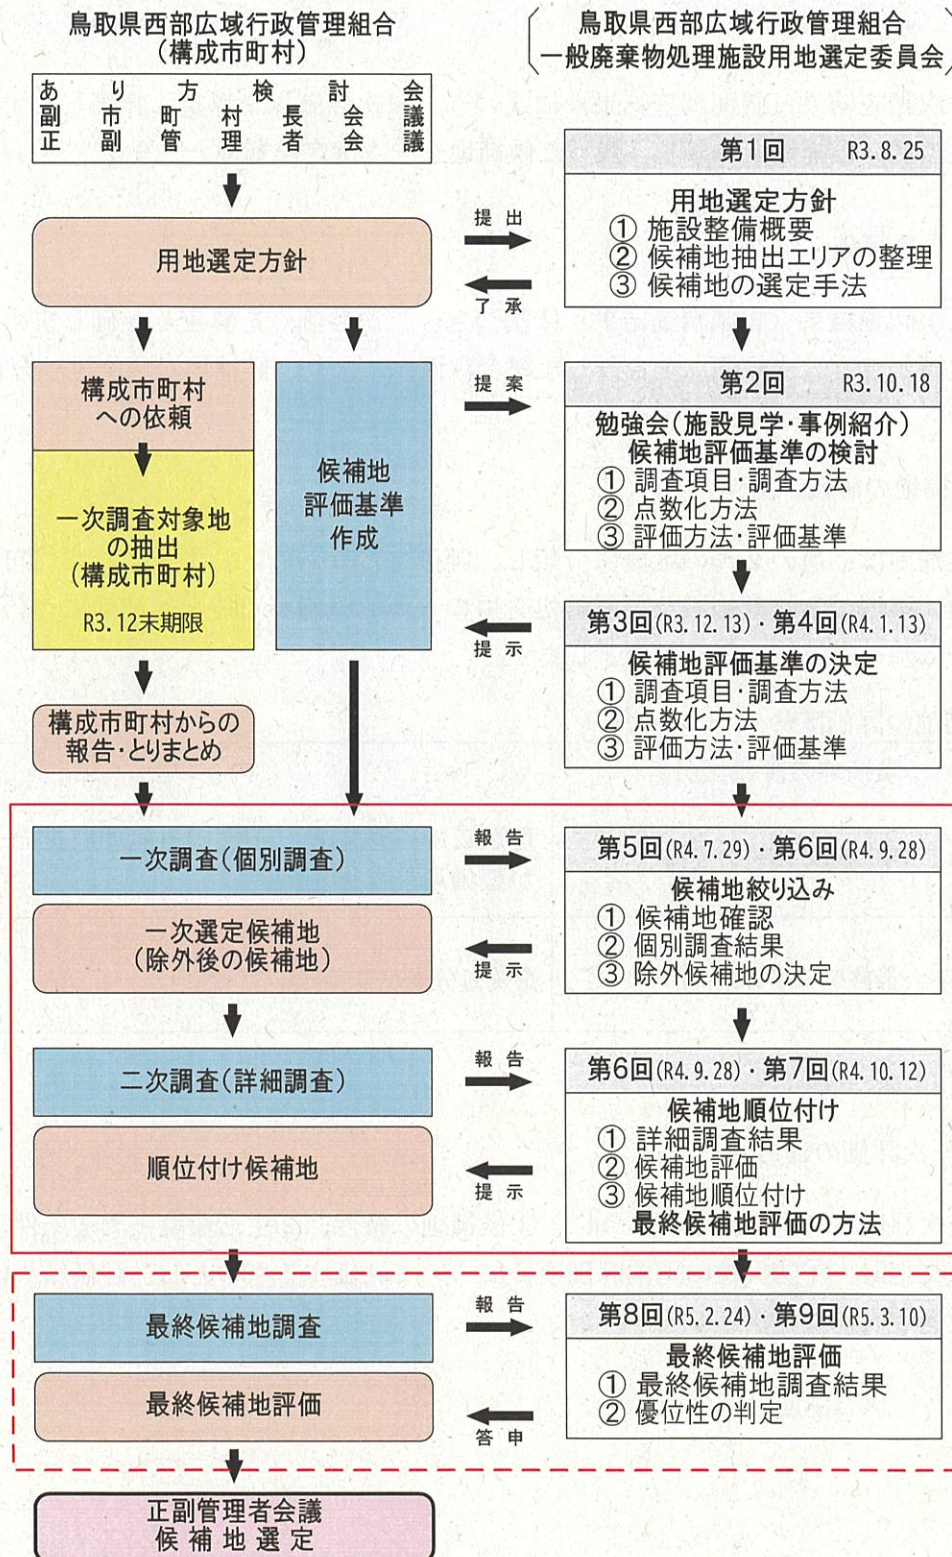 鳥取県西部広域行政管理組合
(構成市町村)
あり方検討会
副市町村長会議
正副管理者会議
用地選定方針
構成市町村
への依頼
一次調査対象地
の抽出
(構成市町村)
R3.12末期限
候補地
評価基準
作成
構成市町村からの
報告・とりまとめ
一次調査(個別調査)
一次選定候補地
(除外後の候補地)
二次調査(詳細調査)
順位付け候補地
最終候補地調査
最終候補地評価
正副管理者会議
候補地選定
提出
了承
提案
提示
報告
提示
報告
提示
報告
答申
鳥取県西部広域行政管理組合
一般廃棄物処理施設用地選定委員会
第1回 R3.8.25
用地選定方針
① 施設整備概要
② 候補地抽出エリアの整理
③ 候補地の選定手法
第2回 R3.10.18
勉強会(施設見学・事例紹介)
候補地評価基準の検討
① 調査項目・調査方法
② 点数化方法
③ 評価方法・評価基準
第3回(R3.12.13)・第4回(R4.1.13)
候補地評価基準の決定
① 調査項目・調査方法
② 点数化方法
③ 評価方法・評価基準
第5回(R4.7.29)・第6回(R4.9.28)
候補地絞り込み
① 候補地確認
② 個別調査結果
③ 除外候補地の決定
第6回(R4.9.28)・第7回(R4.10.12)
候補地順位付け
① 詳細調査結果
② 候補地評価
③ 候補地順位付け
最終候補地評価の方法
第8回(R5.2.24)・第9回(R5.3.10)
最終候補地評価
① 最終候補地調査結果
② 優位性の判定